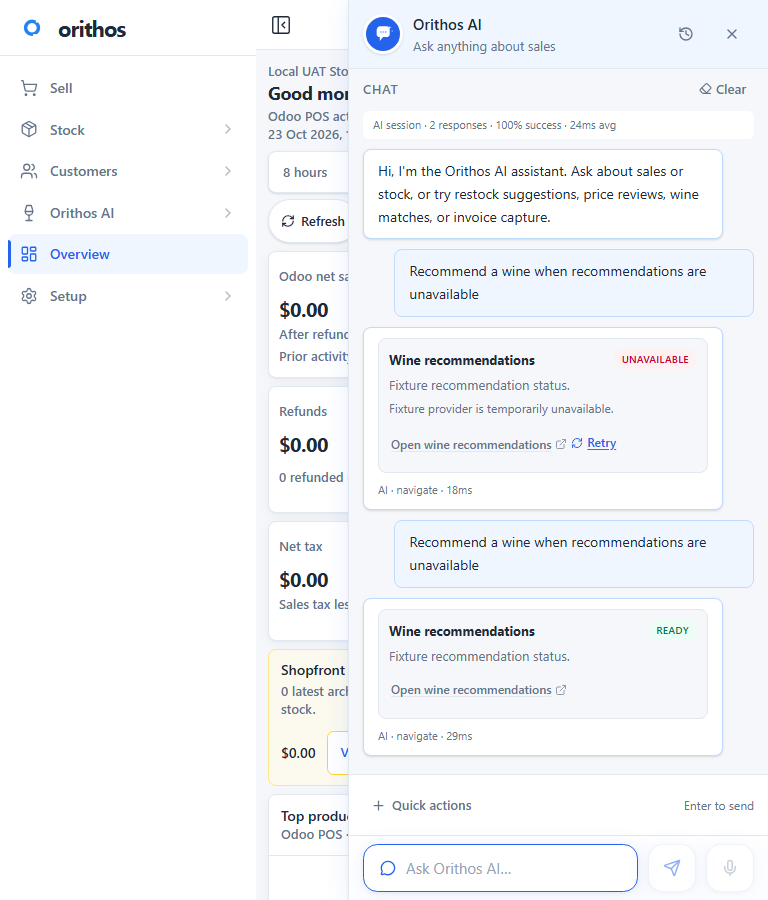 orithos
Sell
Stock
Customers
Orithos AI
Overview
Setup
Local UAT Sto
Good mor
Odoo POS act
23 Oct 2026,
8 hours
Refresh
Odoo net sa
$0.00
After refund
Prior activity
Refunds
$0.00
0 refunded
Net tax
$0.00
Sales tax les
Shopfront
0 latest arch
stock.
$0.00
V
Top produ
Odoo POS ·
Orithos AI
Ask anything about sales
CHAT
Clear
AI session · 2 responses · 100% success · 24ms avg
Hi, I'm the Orithos AI assistant. Ask about sales or
stock, or try restock suggestions, price reviews, wine
matches, or invoice capture.
Recommend a wine when recommendations are
unavailable
Wine recommendations
UNAVAILABLE
Fixture recommendation status.
Fixture provider is temporarily unavailable.
Open wine recommendations
Retry
AI · navigate · 18ms
Recommend a wine when recommendations are
unavailable
Wine recommendations
READY
Fixture recommendation status.
Open wine recommendations
AI · navigate · 29ms
Quick actions
Enter to send
Ask Orithos AI...